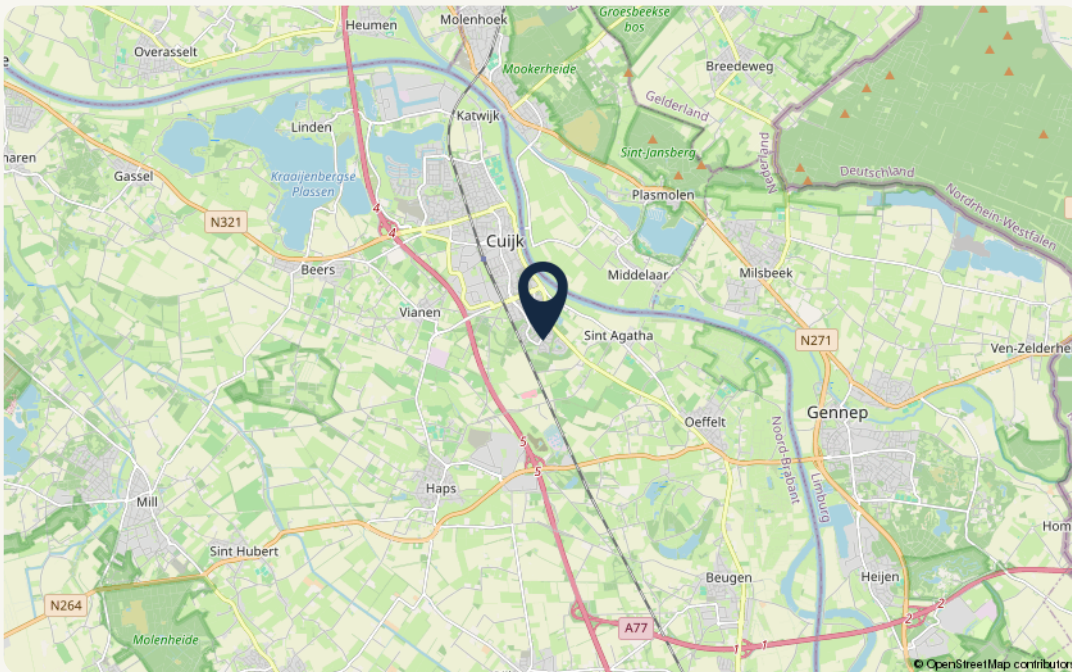 Molenhoek
Groesbeekse
bos
Heumen
Overasselt
Mookerheide
Breedeweg
Katwijk
Gelderland
Linden
Sint-Jansberg
Nederland
Deutschland
Kraaijenbergse
Plassen
Gassel
Plasmolen
Nordrhein-Westfalen
4
4
N321
Cuijk
Beers
Middelaar
Milsbeek
Vianen
Sint Agatha
N271
Ven-Zelderhe
Gennep
Oeffelt
Noord-Brabant
Limburg
5
5
Haps
Mill
Sint Hubert
Hom
Beugen
Heijen
N264
2
2
A77
1
1
Molenheide
© OpenStreetMap contributors